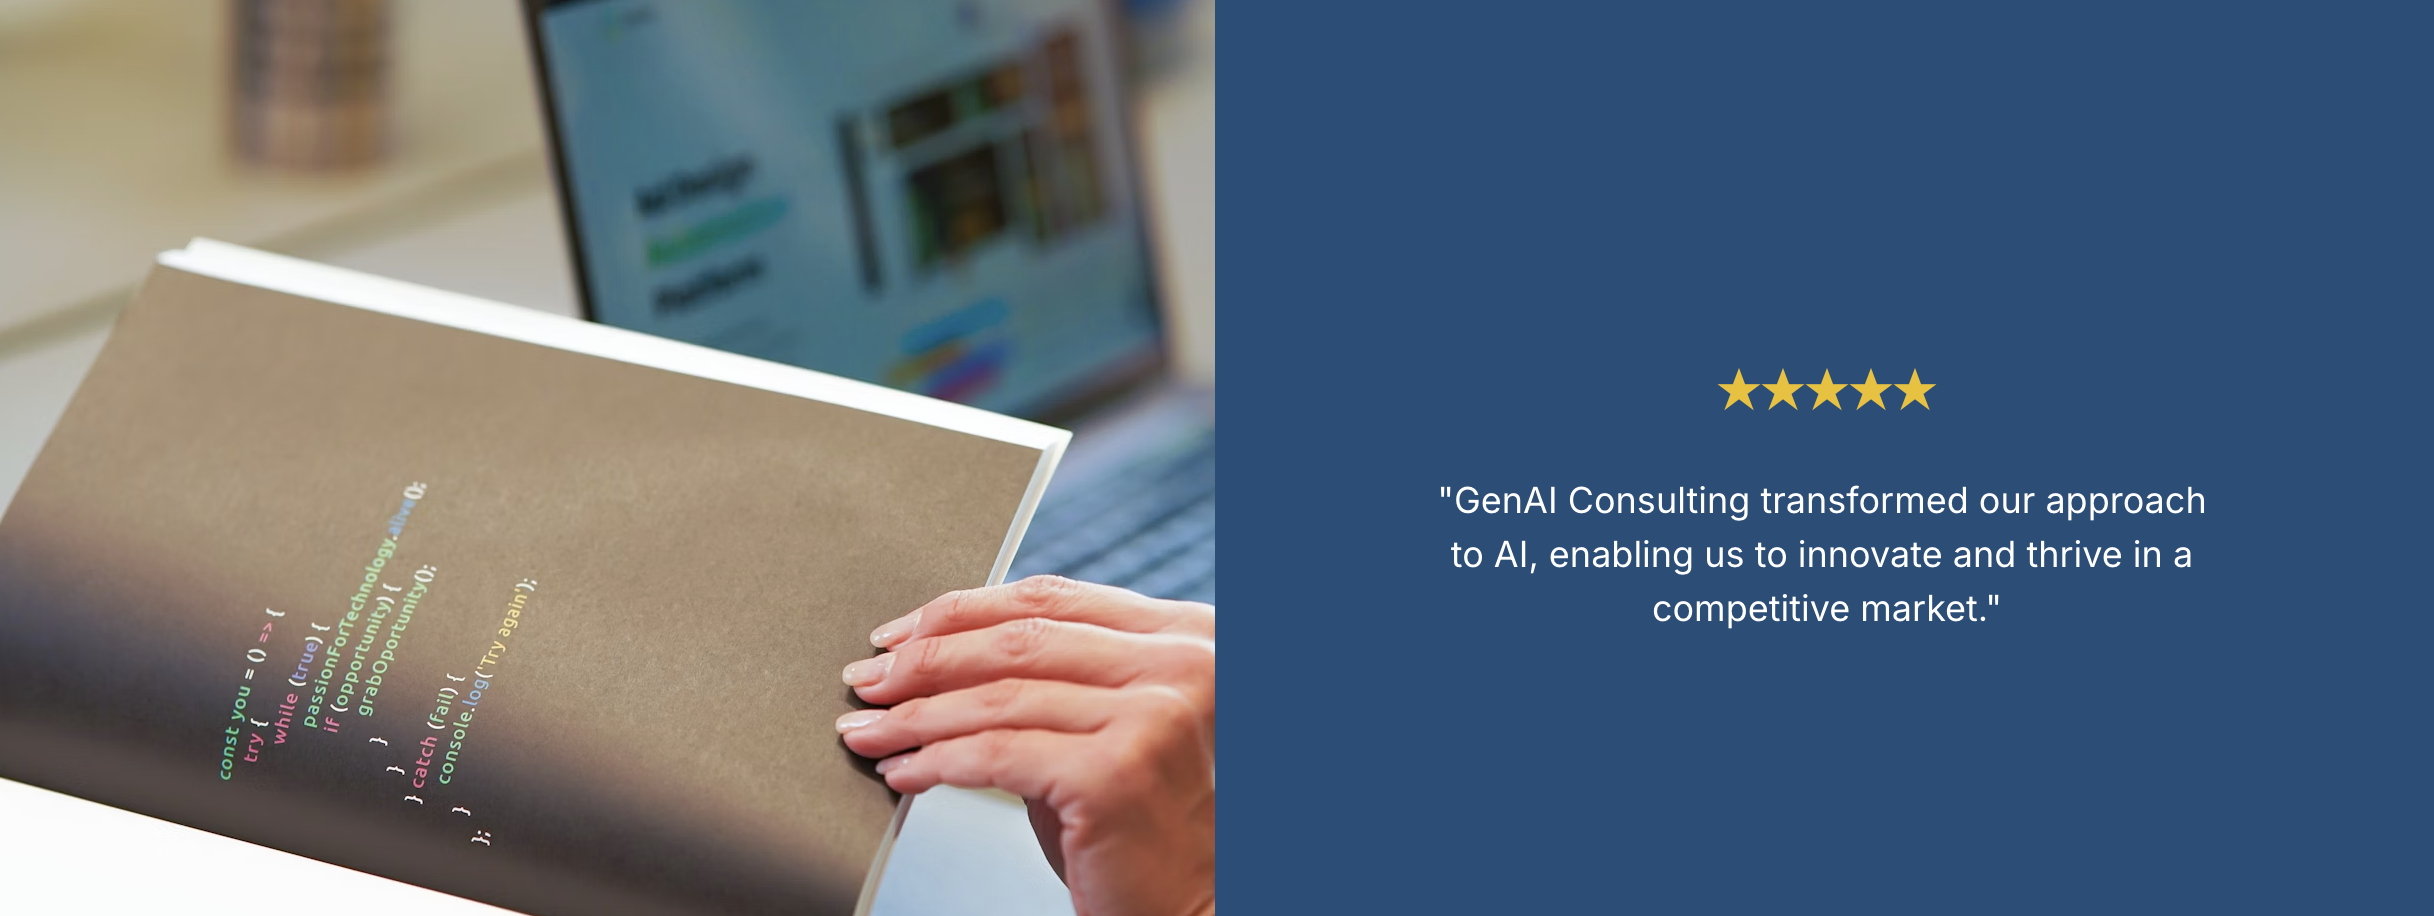 const you = () => {
try {
while (true) {
passionForTechnology.alive();
if (opportunity) {
grabOportunity();
}
}
} catch (fail) {
console.log('Try again');
}
};
★★★★★
"GenAI Consulting transformed our approach
to AI, enabling us to innovate and thrive in a
competitive market."